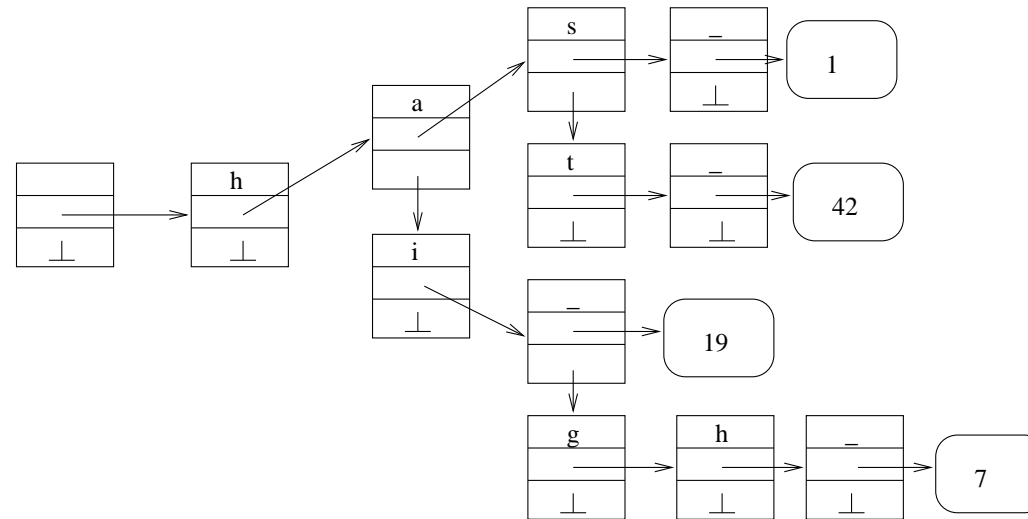 s
_
1
a
h
t
_
42
⊥
⊥
i
⊥
⊥
_
⊥
19
g
h
_
7
⊥
⊥
⊥